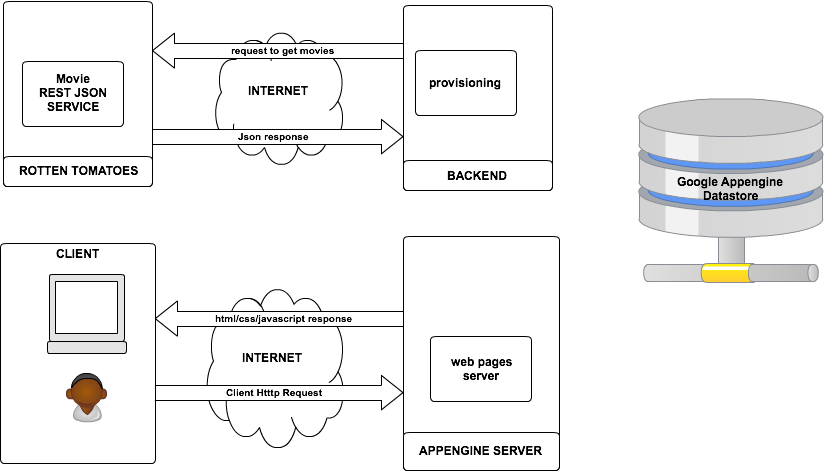 request to get movies
Movie
REST JSON
SERVICE
INTERNET
provisioning
Json response
ROTTEN TOMATOES
BACKEND
Google Appengine
Datastore
CLIENT
html/css/javascript response
INTERNET
web pages
server
Client Htttp Request
APPENGINE SERVER